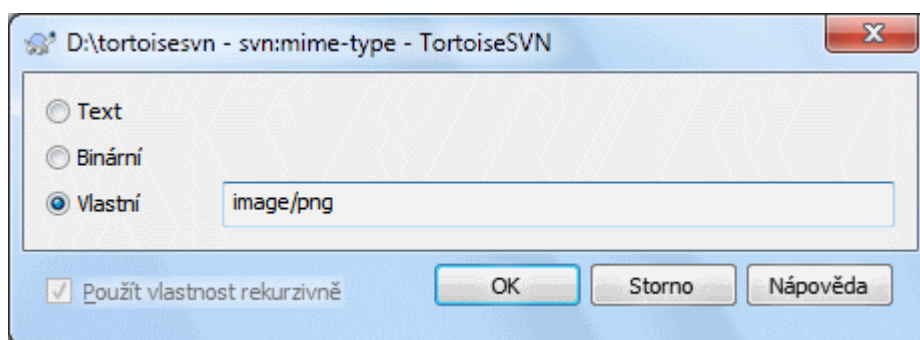 D:\tortoisesvn - svn:mime-type - TortoiseSVN
Text
Binární
Vlastní image/png
Použít vlastnost rekurzivně OK Storno Nápověda